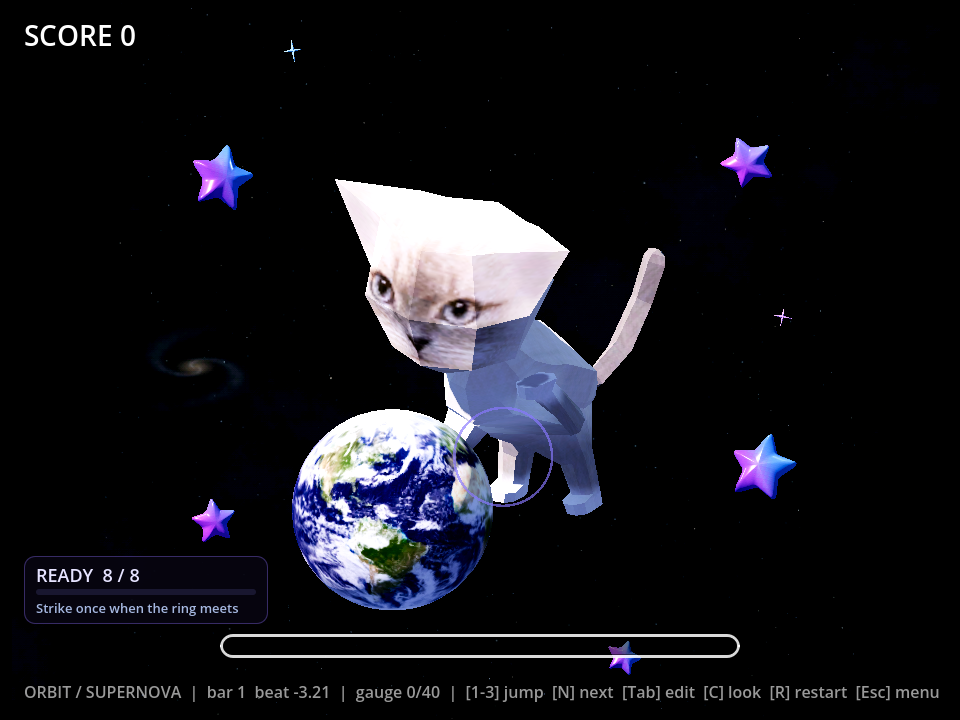 SCORE 0
READY 8 / 8
Strike once when the ring meets
ORBIT / SUPERNOVA | bar 1 beat -3.21 | gauge 0/40 | [1-3] jump [N] next [Tab] edit [C] look [R] restart [Esc] menu